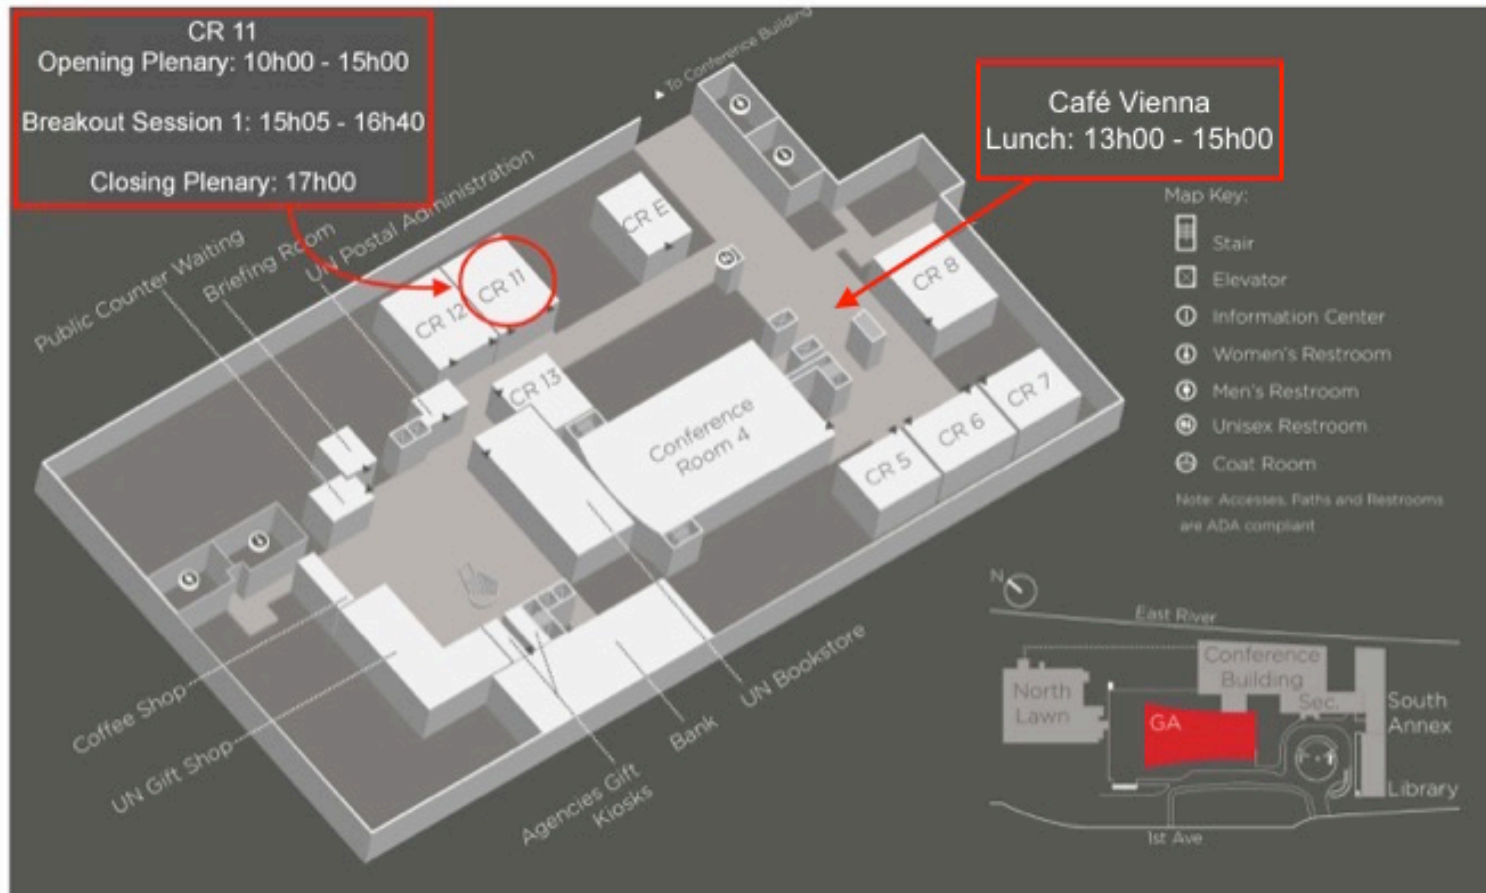 CR 11
Opening Plenary: 10h00 - 15h00
Breakout Session 1: 15h05 - 16h40
Closing Plenary: 17h00
To Conference Building
Café Vienna
Lunch: 13h00 - 15h00
Public Counter Waiting
Briefing Room
UN Postal Administration
CR E
CR 11
CR 12
CR 13
CR 8
Conference
Room 4
CR 7
CR 6
CR 5
Map Key:
Stair
Elevator
Information Center
Women's Restroom
Men's Restroom
Unisex Restroom
Coat Room
Note: Accesses, Paths and Restrooms
are ADA compliant
Coffee Shop
UN Gift Shop
Agencies Gift
Kiosks
Bank
UN Bookstore
N
East River
Conference
Building
North
Lawn
Sec.
South
Annex
GA
Library
1st Ave